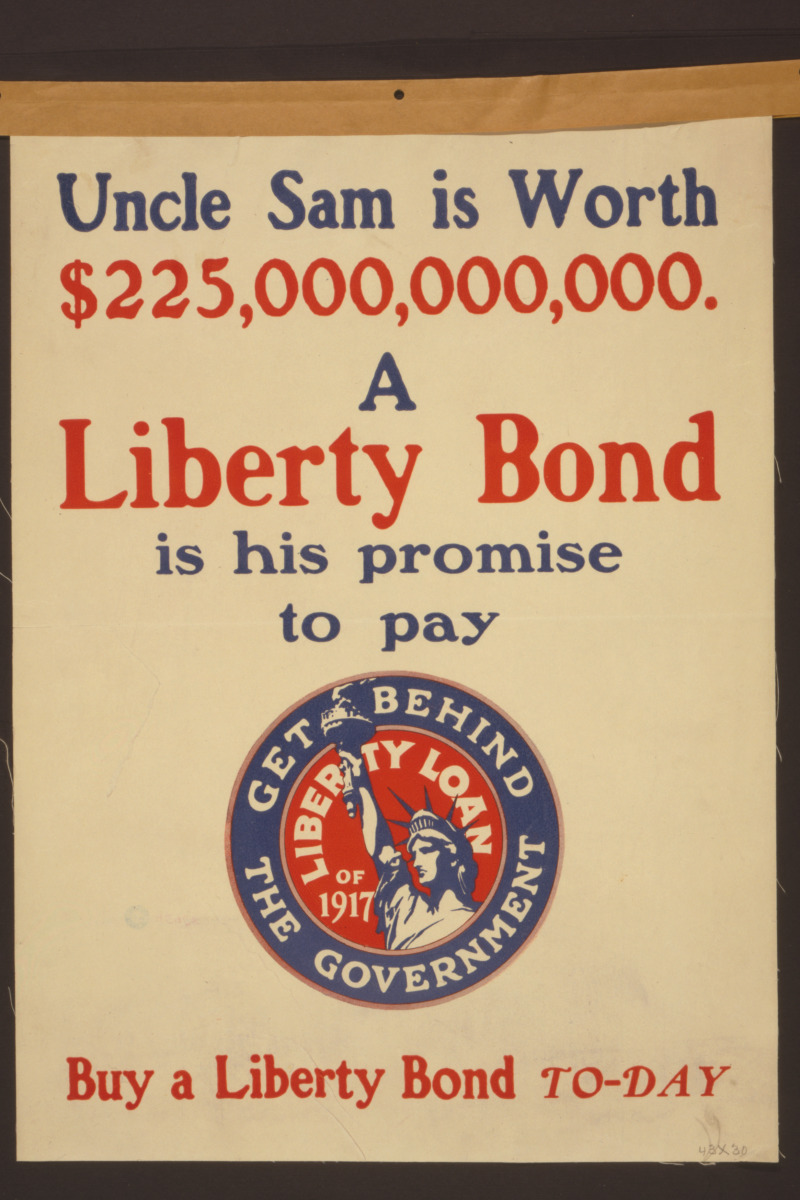 Uncle Sam is Worth
$225,000,000,000.
A
Liberty Bond
is his promise
to pay
GET BEHIND
THE GOVERNMENT
LIBERTY LOAN
OF
1917
Buy a Liberty Bond TO-DAY
43X30